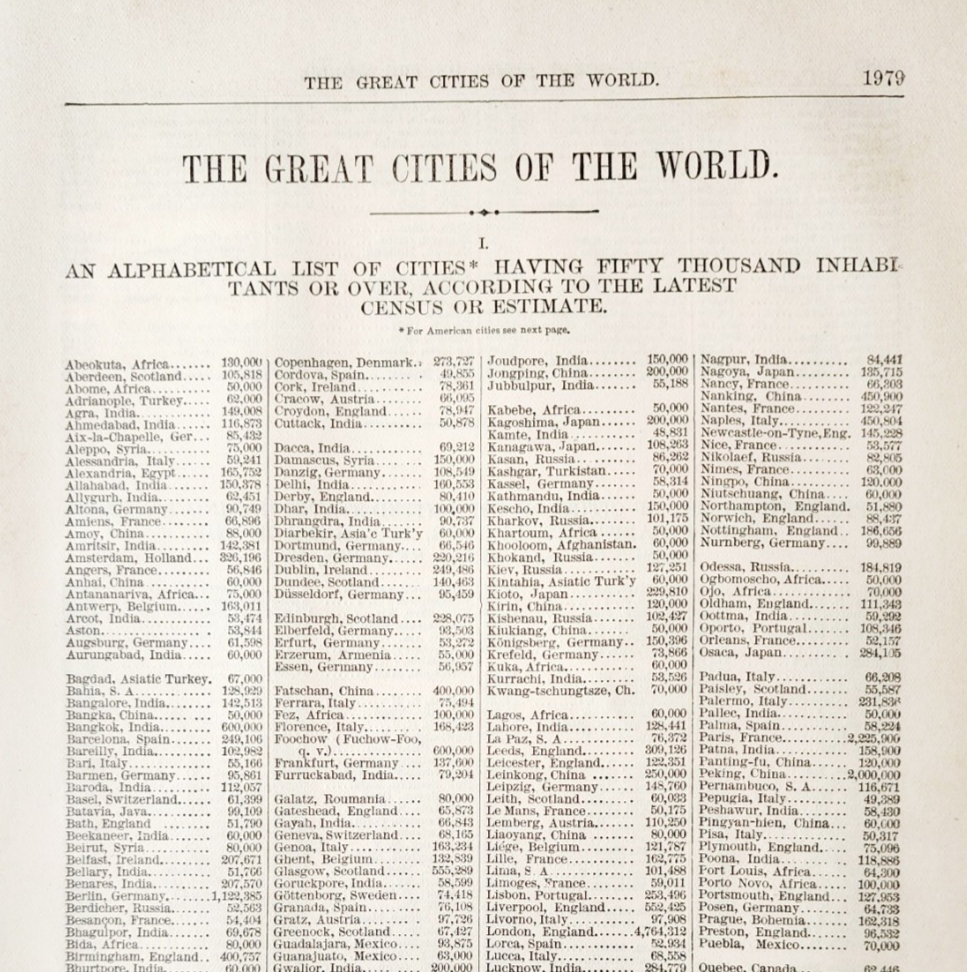 THE GREAT CITIES OF THE WORLD. 1979
THE GREAT CITIES OF THE WORLD.
I.
AN ALPHABETICAL LIST OF CITIES* HAVING FIFTY THOUSAND INHABI-
TANTS OR OVER, ACCORDING TO THE LATEST
CENSUS OR ESTIMATE.
* For American cities see next page.
Abeokuta, Africa....... 130,000
Aberdeen, Scotland..... 105,818
Abome, Africa......... 50,000
Adrianople, Turkey..... 62,000
Agra, India........... 149,008
Ahmedabad, India...... 116,873
Aix-la-Chapelle, Ger... 85,432
Aleppo, Syria......... 75,000
Alessandria, Italy..... 59,241
Alexandria, Egypt..... 165,752
Allahabad, India....... 150,378
Allygurh, India........ 62,451
Altona, Germany....... 90,749
Amiens, France........ 66,896
Amoy, China.......... 88,000
Amritsir, India........ 142,381
Amsterdam, Holland... 326,196
Angers, France........ 56,846
Anhai, China ......... 60,000
Antananariva, Africa... 75,000
Antwerp, Belgium...... 163,011
Arcot, India........... 53,474
Aston................ 53,844
Augsburg, Germany.... 61,598
Aurungabad, India..... 60,000
Bagdad, Asiatic Turkey. 67,000
Bahia, S. A........... 128,929
Bangalore, India....... 142,513
Bangka, China......... 50,000
Bangkok, India........ 600,000
Barcelona, Spain....... 249,106
Bareilly, India......... 102,982
Bari, Italy............ 55,166
Barmen, Germany...... 95,861
Baroda, India.......... 112,057
Basel, Switzerland...... 61,399
Batavia, Java.......... 99,109
Bath, England ........ 51,790
Beekaneer, India....... 60,000
Beirut, Syria.......... 80,000
Belfast, Ireland........ 207,671
Bellary, India.......... 51,766
Benares, India......... 207,570
Berlin, Germany.......1,122,385
Berdicher, Russia....... 52,563
Besançon, France....... 54,404
Bhagulpor, India....... 69,678
Bida, Africa........... 80,000
Birmingham, England.. 400,757
Bhurtpore, India....... 60,000
Copenhagen, Denmark.. 273,727
Cordova, Spain........ 49,855
Cork, Ireland.......... 78,361
Cracow, Austria....... 66,095
Croydon, England...... 78,947
Cuttack, India......... 50,878
Dacca, India.......... 69,212
Damascus, Syria....... 150,000
Danzig, Germany...... 108,549
Delhi, India........... 160,553
Derby, England........ 80,410
Dhar, India........... 100,000
Dhrangdra, India...... 90,737
Diarbekir, Asia'c Turk'y 60,000
Dortmund, Germany.... 66,546
Dresden, Germany..... 220,216
Dublin, Ireland........ 249,486
Dundee, Scotland...... 140,463
Düsseldorf, Germany... 95,459
Edinburgh, Scotland.... 228,075
Elberfeld, Germany.... 93,503
Erfurt, Germany....... 53,272
Erzerum, Armenia..... 55,000
Essen, Germany....... 56,957
Fatschan, China....... 400,000
Ferrara, Italy......... 75,494
Fez, Africa............ 100,000
Florence, Italy......... 168,423
Foochow (Fuchow-Foo,
q. v.)............... 600,000
Frankfurt, Germany.... 137,600
Furruckabad, India.... 79,204
Galatz, Roumania...... 80,000
Gateshead, England.... 65,873
Gayah, India.......... 66,843
Geneva, Switzerland.... 68,165
Genoa, Italy.......... 163,234
Ghent, Belgium........ 132,839
Glasgow, Scotland..... 555,289
Goruckpore, India...... 58,599
Göttenborg, Sweden.... 74,418
Granada, Spain........ 76,108
Gratz, Austria......... 97,726
Greenock, Scotland..... 67,427
Guadalajara, Mexico.... 93,875
Guanajuato, Mexico.... 63,000
Gwalior, India......... 200,000
Joudpore, India........ 150,000
Jongping, China........ 200,000
Jubbulpur, India....... 55,188
Kabebe, Africa......... 50,000
Kagoshima, Japan...... 200,000
Kamte, India.......... 48,831
Kanagawa, Japan...... 108,263
Kasan, Russia......... 86,262
Kashgar, Turkistan..... 70,000
Kassel, Germany....... 58,314
Kathmandu, India...... 50,000
Kescho, India.......... 150,000
Kharkov, Russia....... 101,175
Khartoum, Africa...... 50,000
Khooloom, Afghanistan. 60,000
Khokand, Russia....... 50,000
Kiev, Russia........... 127,251
Kintahia, Asiatic Turk'y 60,000
Kioto, Japan........... 229,810
Kirin, China........... 120,000
Kishenau, Russia....... 102,427
Kiukiang, China........ 50,000
Königsberg, Germany.. 150,396
Krefeld, Germany...... 73,866
Kuka, Africa.......... 60,000
Kurrachi, India........ 53,526
Kwang-tschungtsze, Ch. 70,000
Lagos, Africa.......... 60,000
Lahore, India.......... 128,441
La Paz, S. A.......... 76,372
Leeds, England........ 309,126
Leicester, England...... 122,351
Leinkong, China ...... 250,000
Leipzig, Germany...... 148,760
Leith, Scotland........ 60,033
Le Mans, France....... 50,175
Lemberg, Austria...... 110,250
Liaoyang, China ...... 80,000
Liége, Belgium........ 121,787
Lille, France........... 162,775
Lima, S. A............ 101,488
Limoges, France........ 59,011
Lisbon, Portugal....... 253,496
Liverpool, England..... 552,425
Livorno, Italy.......... 97,908
London, England......4,764,312
Lorca, Spain........... 52,934
Lucca, Italy........... 68,558
Lucknow, India........ 284,779
Nagpur, India......... 84,441
Nagoya, Japan........ 135,715
Nancy, France......... 66,303
Nanking, China........ 450,900
Nantes, France........ 122,247
Naples, Italy.......... 450,804
Newcastle-on-Tyne, Eng. 145,228
Nice, France.......... 53,577
Nikolaef, Russia....... 82,805
Nimes, France......... 63,000
Ningpo, China......... 120,000
Niutschuang, China.... 60,000
Northampton, England. 51,880
Norwich, England...... 88,437
Nottingham, England.. 186,656
Nurnberg, Germany.... 99,889
Odessa, Russia......... 184,819
Ogbomoscho, Africa.... 50,000
Ojo, Africa............ 70,000
Oldham, England...... 111,343
Oottma, India......... 59,292
Oporto, Portugal....... 108,346
Orleans, France........ 52,157
Osaca, Japan.......... 284,105
Padua, Italy........... 66,208
Paisley, Scotland....... 55,587
Palermo, Italy......... 231,836
Pallec, India........... 50,000
Palma, Spain.......... 58,224
Paris, France..........2,225,900
Patna, India........... 158,900
Panting-fu, China...... 120,000
Peking, China.........2,000,000
Pernambuco, S. A...... 116,671
Pepugia, Italy......... 49,389
Peshawur, India........ 58,430
Pingyan-hien, China... 60,000
Pisa, Italy............ 50,317
Plymouth, England..... 75,096
Poona, India.......... 118,886
Port Louis, Africa...... 64,300
Porto Novo, Africa..... 100,000
Portsmouth, England... 127,953
Posen, Germany....... 64,733
Prague, Bohemia....... 162,318
Preston, England....... 96,532
Puebla, Mexico........ 70,000
Quebec, Canada....... 62,446